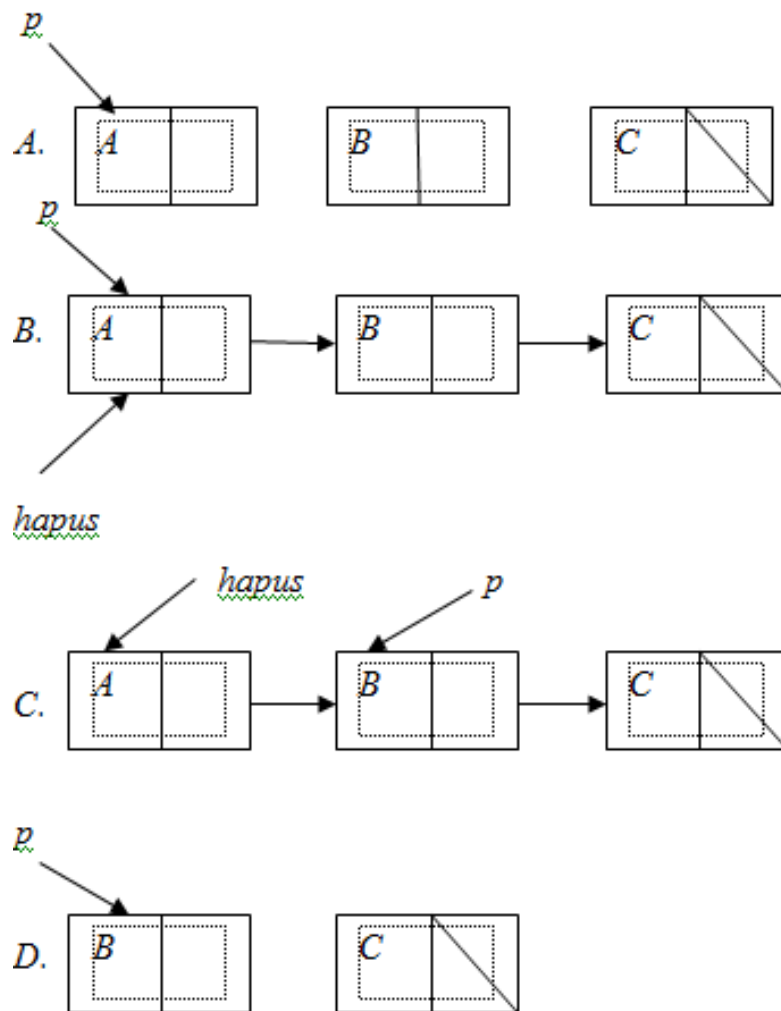 p
A. A B C
p
B. A B C
hapus
hapus p
C. A B C
p
D. B C